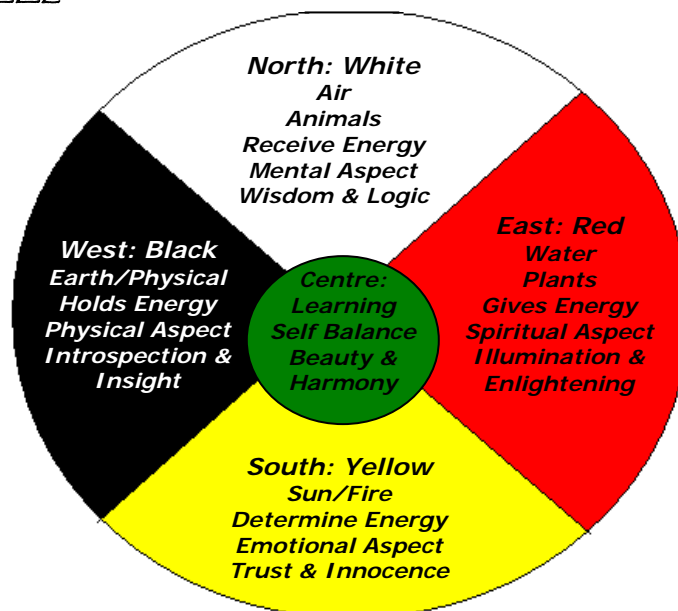 North: White
Air
Animals
Receive Energy
Mental Aspect
Wisdom & Logic
East: Red
Water
Plants
Gives Energy
Spiritual Aspect
Illumination &
Enlightening
West: Black
Earth/Physical
Holds Energy
Physical Aspect
Introspection &
Insight
Centre:
Learning
Self Balance
Beauty &
Harmony
South: Yellow
Sun/Fire
Determine Energy
Emotional Aspect
Trust & Innocence